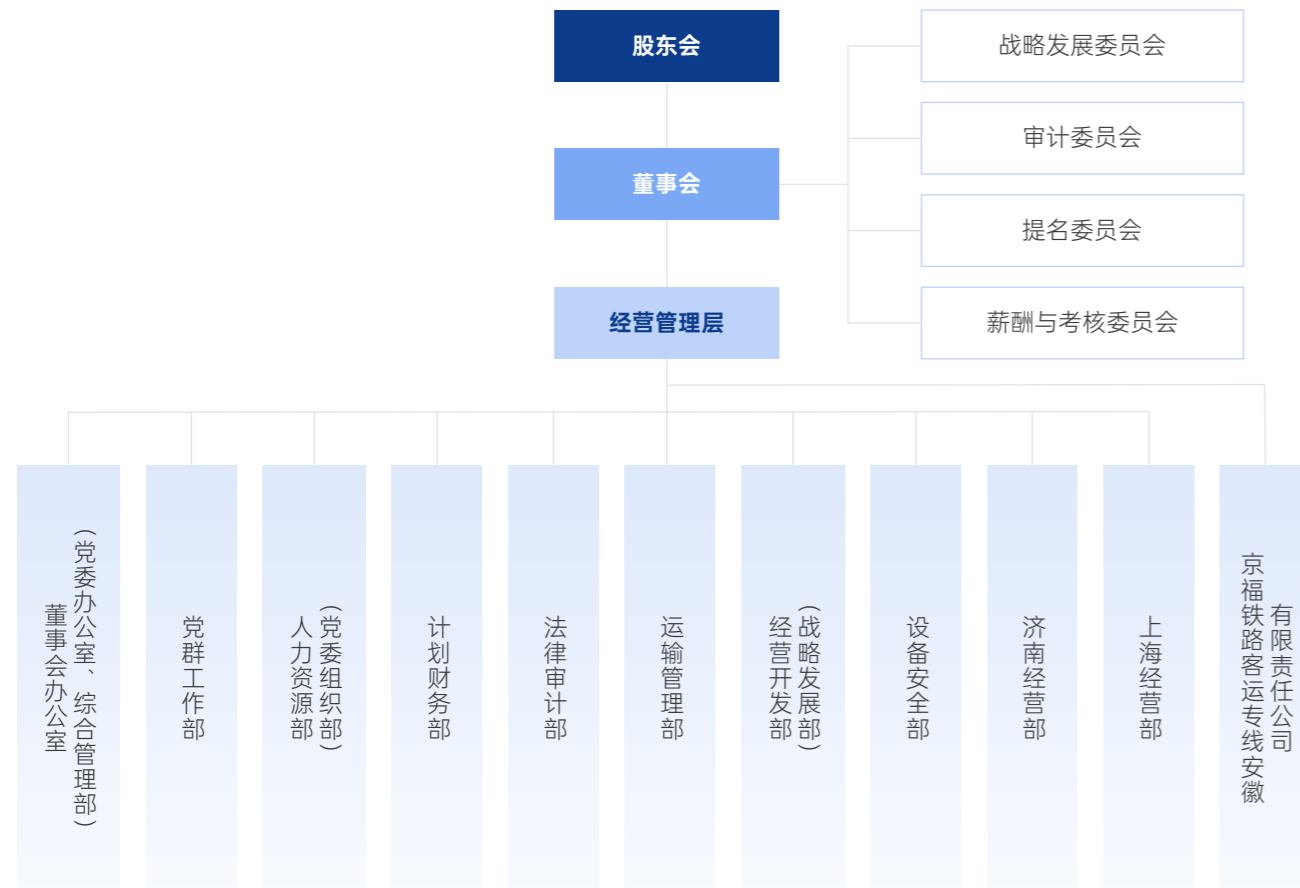 股东会
战略发展委员会
审计委员会
董事会
提名委员会
经营管理层
薪酬与考核委员会
董事会办公室
（党委办公室、综合管理部）
党群工作部
人力资源部
（党委组织部）
计划财务部
法律审计部
运输管理部
经营开发部
（战略发展部）
设备安全部
济南经营部
上海经营部
京福铁路客运专线安徽
有限责任公司